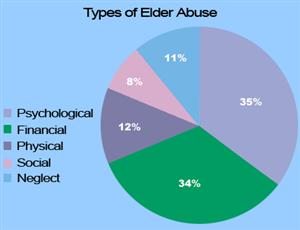 Types of Elder Abuse
11%
8%
35%
Psychological
Financial
Physical
Social
Neglect
12%
34%